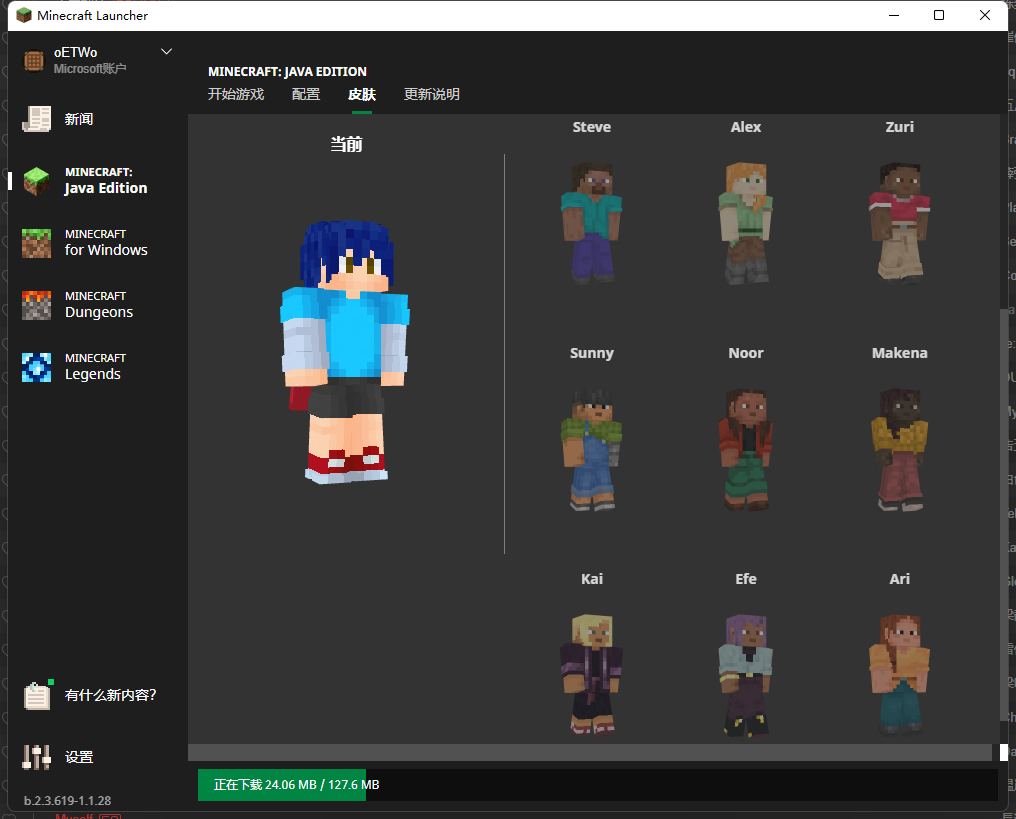 Minecraft Launcher
oETWo
Microsoft账户
新闻
MINECRAFT:
Java Edition
MINECRAFT
for Windows
MINECRAFT
Dungeons
MINECRAFT
Legends
有什么新内容?
设置
b.2.3.619-1.1.28
MINECRAFT: JAVA EDITION
开始游戏 配置 皮肤 更新说明
当前
Steve Alex Zuri
Sunny Noor Makena
Kai Efe Ari
正在下载 24.06 MB / 127.6 MB